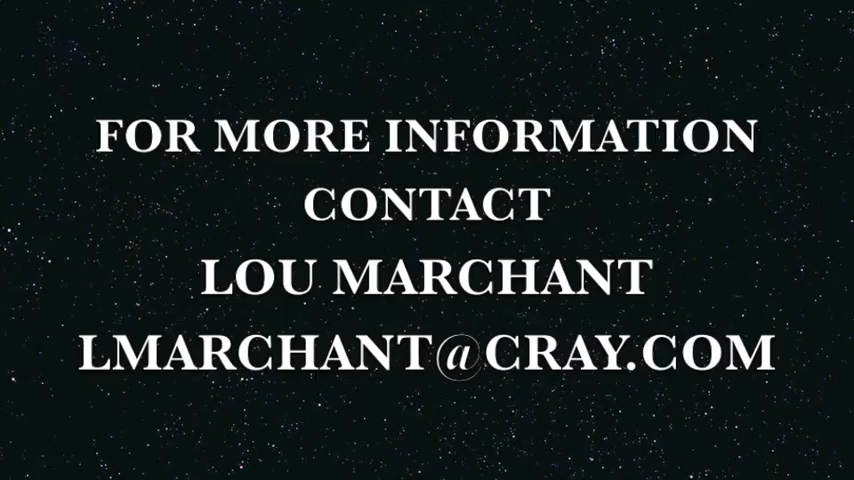 FOR MORE INFORMATION
CONTACT
LOU MARCHANT
LMARCHANT@CRAY.COM